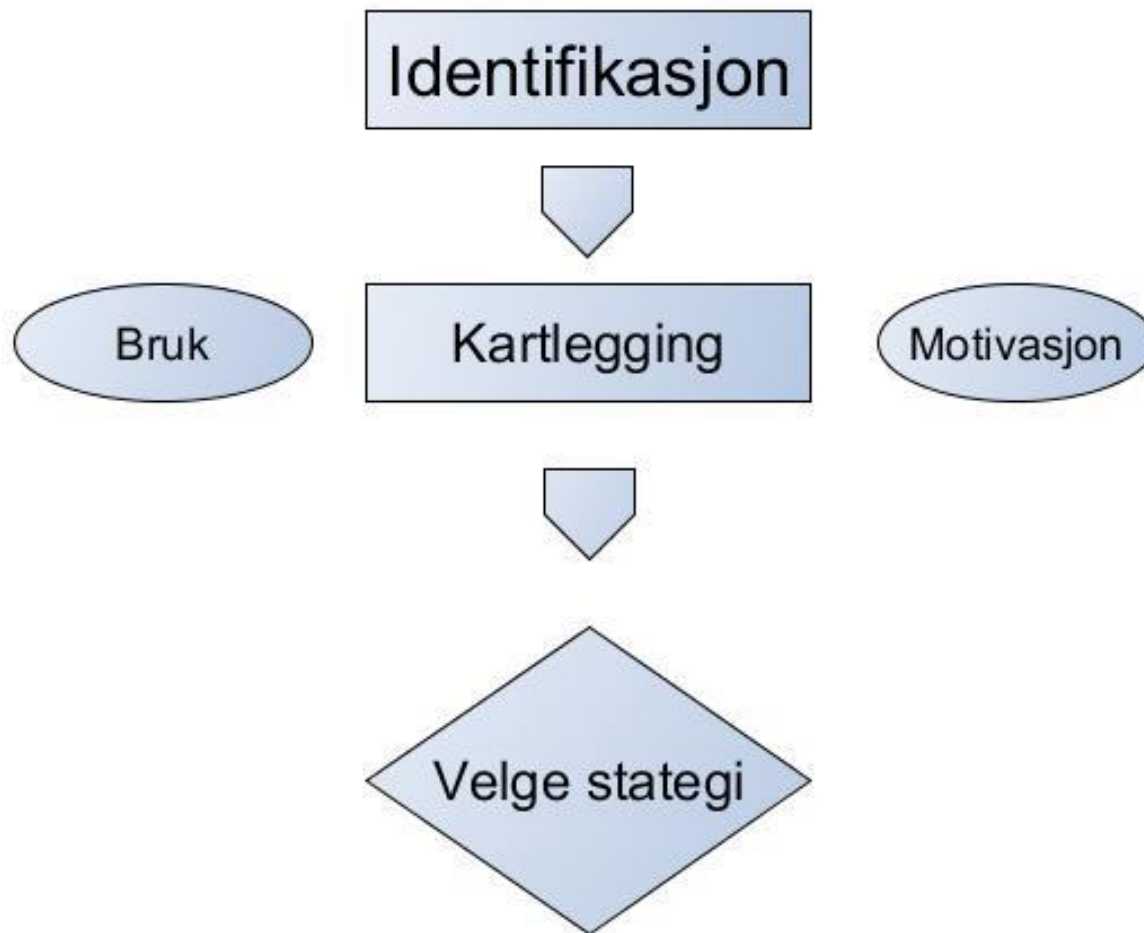 Identifikasjon
Bruk
Kartlegging
Motivasjon
Velge stategi